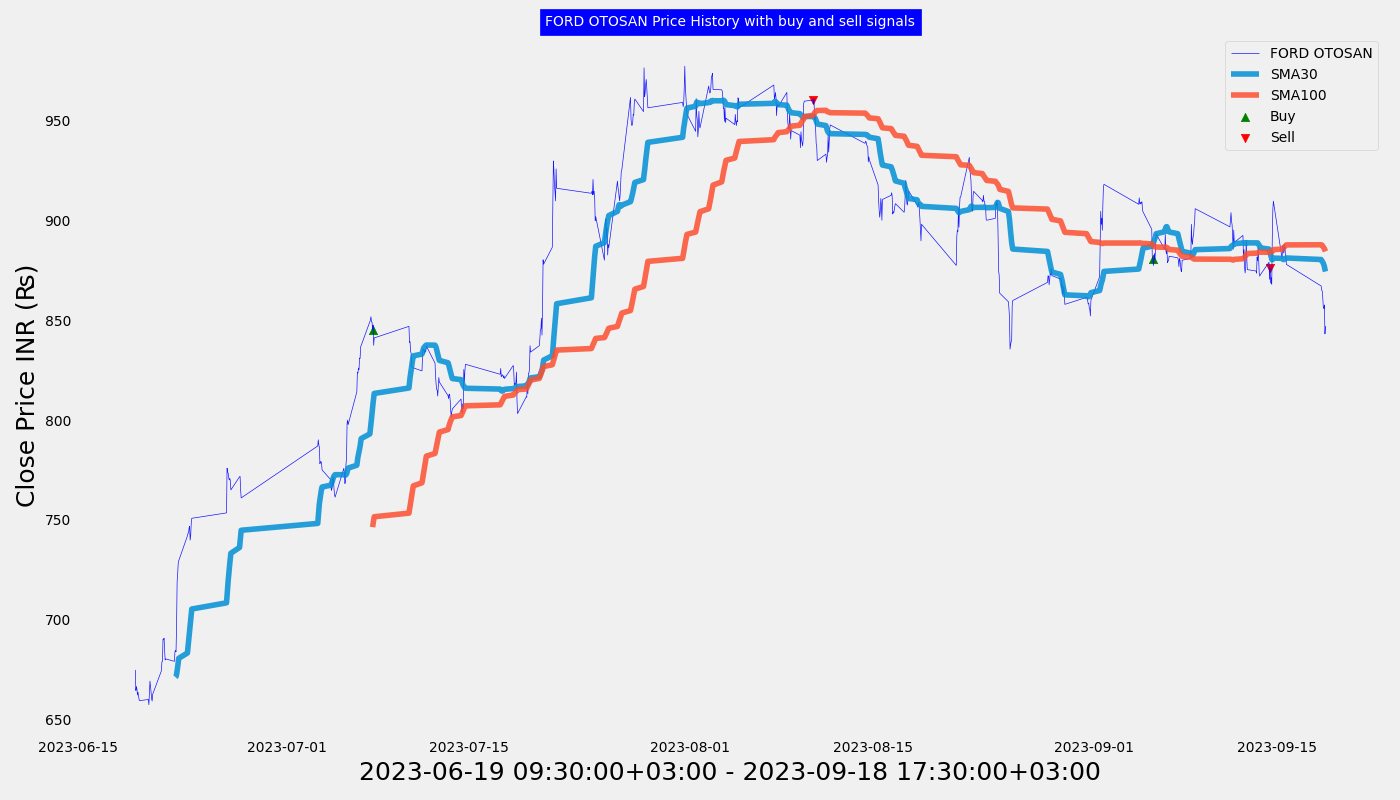 FORD OTOSAN Price History with buy and sell signals
FORD OTOSAN
SMA30
SMA100
Buy
Sell
Close Price INR (₨)
950
900
850
800
750
700
650
2023-06-15 2023-07-01 2023-07-15 2023-08-01 2023-08-15 2023-09-01 2023-09-15
2023-06-19 09:30:00+03:00 - 2023-09-18 17:30:00+03:00